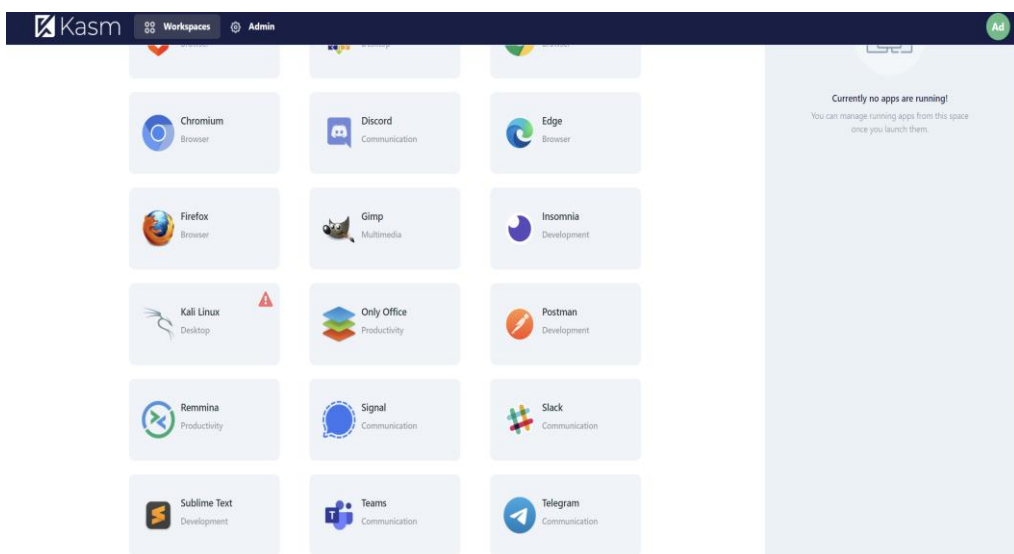 Kasm
Workspaces
Admin
Ad
Currently no apps are running!
You can manage running apps from this space
once you launch them.
Chromium
Browser
Discord
Communication
Edge
Browser
Firefox
Browser
Gimp
Multimedia
Insomnia
Development
Kali Linux
Desktop
Only Office
Productivity
Postman
Development
Remmina
Productivity
Signal
Communication
Slack
Communication
Sublime Text
Development
Teams
Communication
Telegram
Communication